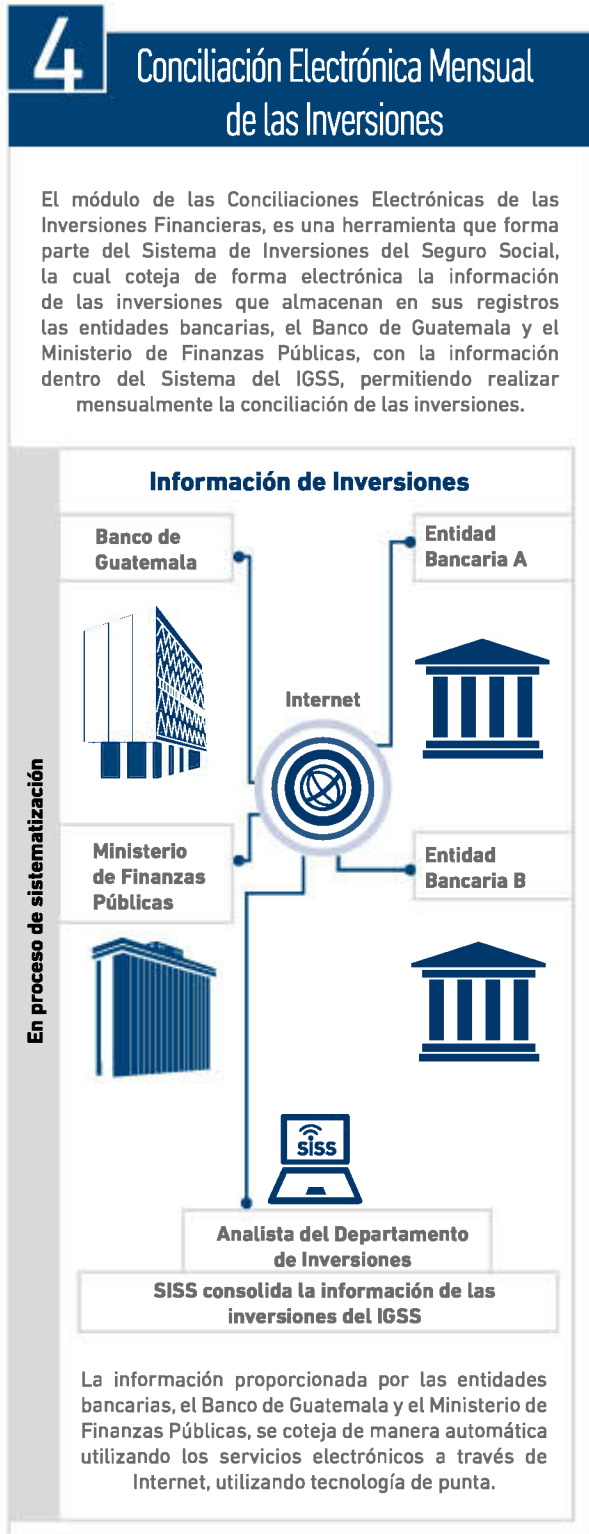 4
Conciliación Electrónica Mensual
de las Inversiones
El módulo de las Conciliaciones Electrónicas de las
Inversiones Financieras, es una herramienta que forma
parte del Sistema de Inversiones del Seguro Social,
la cual coteja de forma electrónica la información
de las inversiones que almacenan en sus registros
las entidades bancarias, el Banco de Guatemala y el
Ministerio de Finanzas Públicas, con la información
dentro del Sistema del IGSS, permitiendo realizar
mensualmente la conciliación de las inversiones.
En proceso de sistematización
Información de Inversiones
Banco de
Guatemala
Entidad
Bancaria A
Internet
Ministerio
de Finanzas
Públicas
Entidad
Bancaria B
siss
Analista del Departamento
de Inversiones
SISS consolida la información de las
inversiones del IGSS
La información proporcionada por las entidades
bancarias, el Banco de Guatemala y el Ministerio de
Finanzas Públicas, se coteja de manera automática
utilizando los servicios electrónicos a través de
Internet, utilizando tecnología de punta.